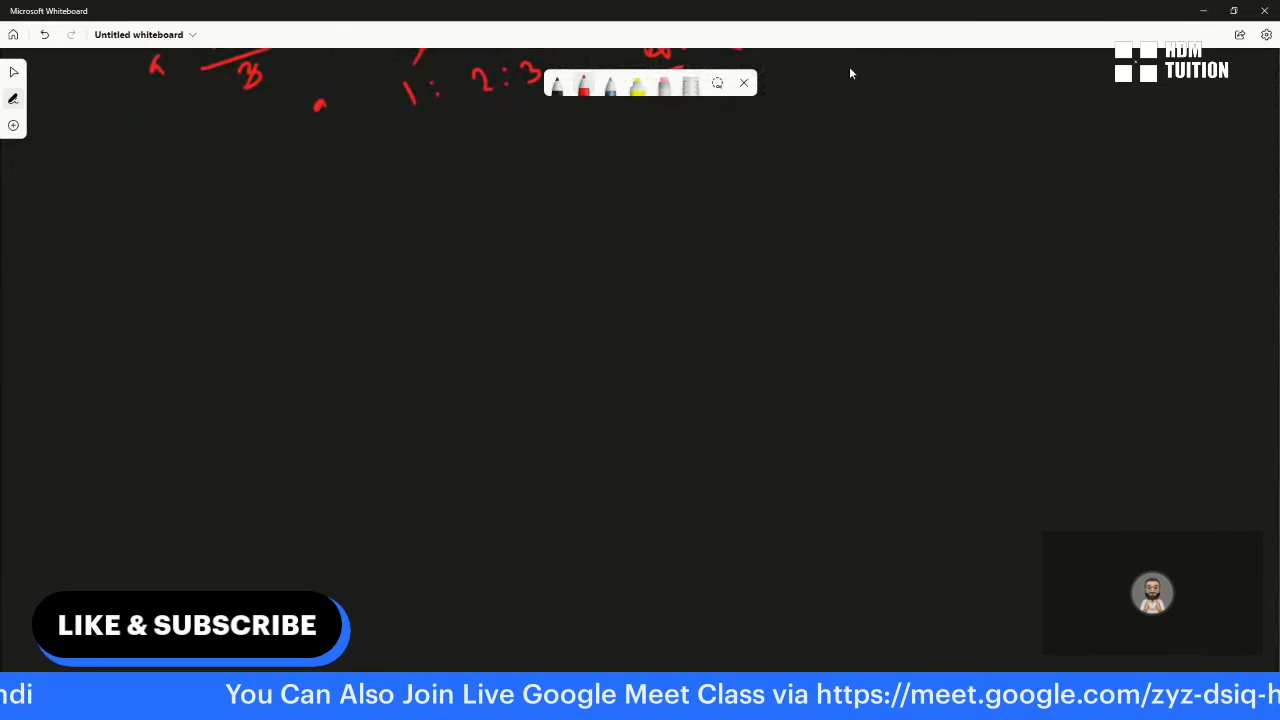 Microsoft Whiteboard
Untitled whiteboard
HDM
TUITION
1 : 2 : 3
LIKE & SUBSCRIBE
ndi You Can Also Join Live Google Meet Class via https://meet.google.com/zyz-dsiq-h